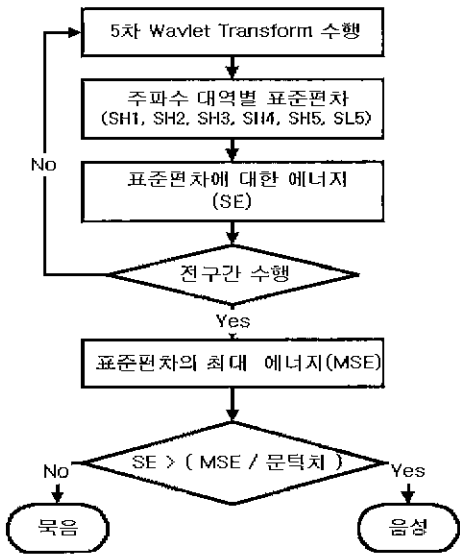 5차 Wavlet Transform 수행
주파수 대역별 표준편차
(SH1, SH2, SH3, SH4, SH5, SL5)
No
표준편차에 대한 에너지
(SE)
전구간 수행
Yes
표준편차의 최대 에너지(MSE)
SE > ( MSE / 문턱치 )
No
Yes
묵음
음성